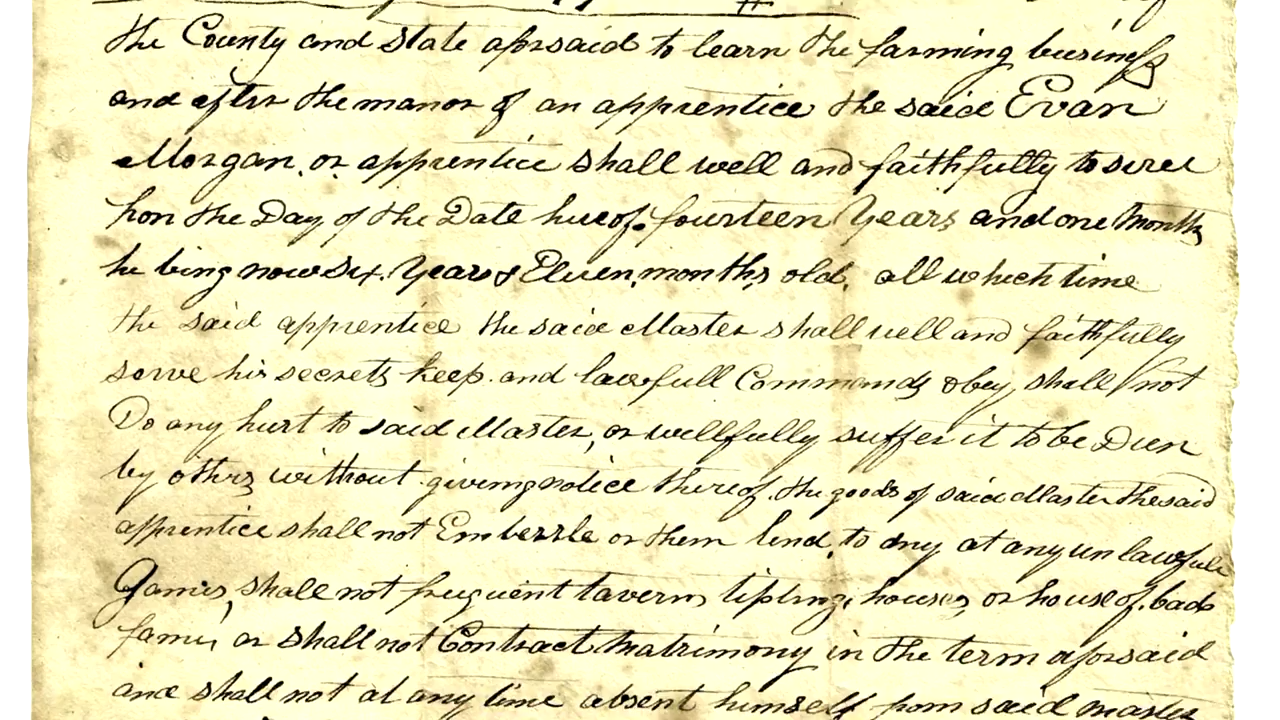 the County and State aforsaid to learn the farming business
and after the manor of an apprentice the said Evan
Morgan or apprentice shall well and faithfully to serve
from the Day of the Date hereof. fourteen Years and one Month
he being now Six. Years & Eleven months old. all which time
the said apprentice the said Master shall well and faithfully
serve his secrets keep. and lawfull Commands obey, shall not
Do any hurt to said Master, or willfully suffer it to be Dun
by others without giving notice thereof, the goods of said Master the said
apprentice shall not Embezzle or them lend, to any at any unlawfull
Games, shall not frequent taverns tipling, houses, or house of bad
fame, or shall not Contract Matrimony in the term aforsaid
and shall not at any time absent himself from said Master